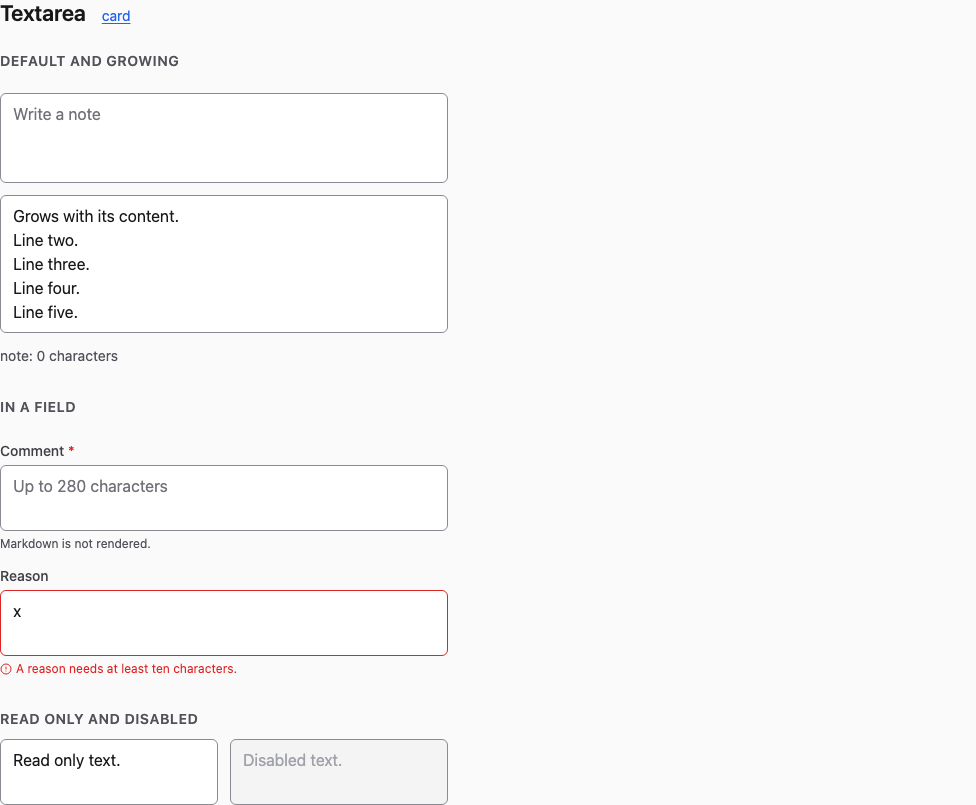 Textarea card
DEFAULT AND GROWING
Write a note
Grows with its content.
Line two.
Line three.
Line four.
Line five.
note: 0 characters
IN A FIELD
Comment *
Up to 280 characters
Markdown is not rendered.
Reason
x
A reason needs at least ten characters.
READ ONLY AND DISABLED
Read only text. Disabled text.